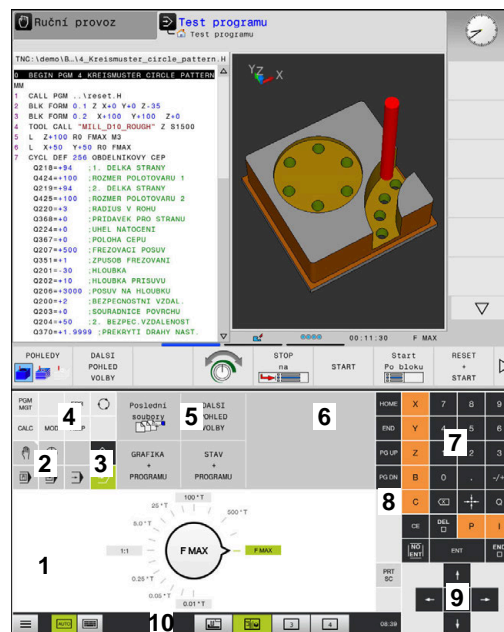 Ruční provoz
Test programu
Test programu
TNC:\demo\B…\4_Kreismuster_circle_pattern.H
0 BEGIN PGM 4_KREISMUSTER_CIRCLE_PATTERN
MM
1 CALL PGM ..\reset.H
2 BLK FORM 0.1 Z X+0 Y+0 Z-35
3 BLK FORM 0.2 X+100 Y+100 Z+0
4 TOOL CALL "MILL_D10_ROUGH" Z S1500
5 L Z+100 R0 FMAX M3
6 L X+50 Y+50 R0 FMAX
7 CYCL DEF 256 OBDELNIKOVY CEP
Q218=+94 ;1. DELKA STRANY
Q424=+100 ;ROZMER POLOTOVARU 1
Q219=+94 ;2. DELKA STRANY
Q425=+100 ;ROZMER POLOTOVARU 2
Q220=+3 ;RADIUS V ROHU
Q368=+0 ;PRIDAVEK PRO STRANU
Q224=+0 ;UHEL NATOCENI
Q367=+0 ;POLOHA CEPU
Q207=+500 ;FREZOVACI POSUV
Q351=+1 ;ZPUSOB FREZOVANI
Q201=-30 ;HLOUBKA
Q202=+10 ;HLOUBKA PRISUVU
Q206=+3000 ;POSUV NA HLOUBKU
Q200=+2 ;BEZPECNOSTNI VZDAL.
Q203=+0 ;SOURADNICE POVRCHU
Q204=+50 ;2. BEZPEC.VZDALENOST
Q370=+1.9999 ;PREKRYTI DRAHY NAST.
YZ X
00:11:30 F MAX
POHLEDY
DALSI
POHLED
VOLBY
STOP
na
START
Start
Po bloku
RESET
+
START
PGM
MGT
4
CALC
MOD
2
3
Poslední
soubory
5
DALSI
POHLED
VOLBY
GRAFIKA
+
PROGRAMU
STAV
+
PROGRAMU
6
HOME X 7 8 9
END Y 4 5 6
7
PG UP Z 1 2 3
PG DN B 0 . -/+
8
C Q
CE DEL P I
NO
ENT
ENT
END
PRT
SC
9
1
100 °T
25 °T
500 °T
5.0 °T
1:1
F MAX
F MAX
0.25 °T
0.05 °T
0.01 °T
AUTO
10
3
4
08:39